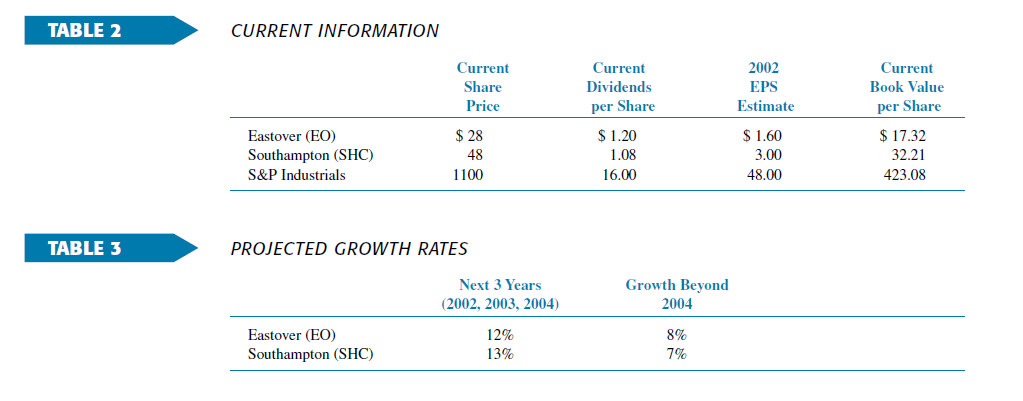 TABLE 2 CURRENT INFORMATION
Current Current 2002 Current
Share Dividends EPS Book Value
Price per Share Estimate per Share
Eastover (EO) $ 28 $ 1.20 $ 1.60 $ 17.32
Southampton (SHC) 48 1.08 3.00 32.21
S&P Industrials 1100 16.00 48.00 423.08
TABLE 3 PROJECTED GROWTH RATES
Next 3 Years Growth Beyond
(2002, 2003, 2004) 2004
Eastover (EO) 12% 8%
Southampton (SHC) 13% 7%